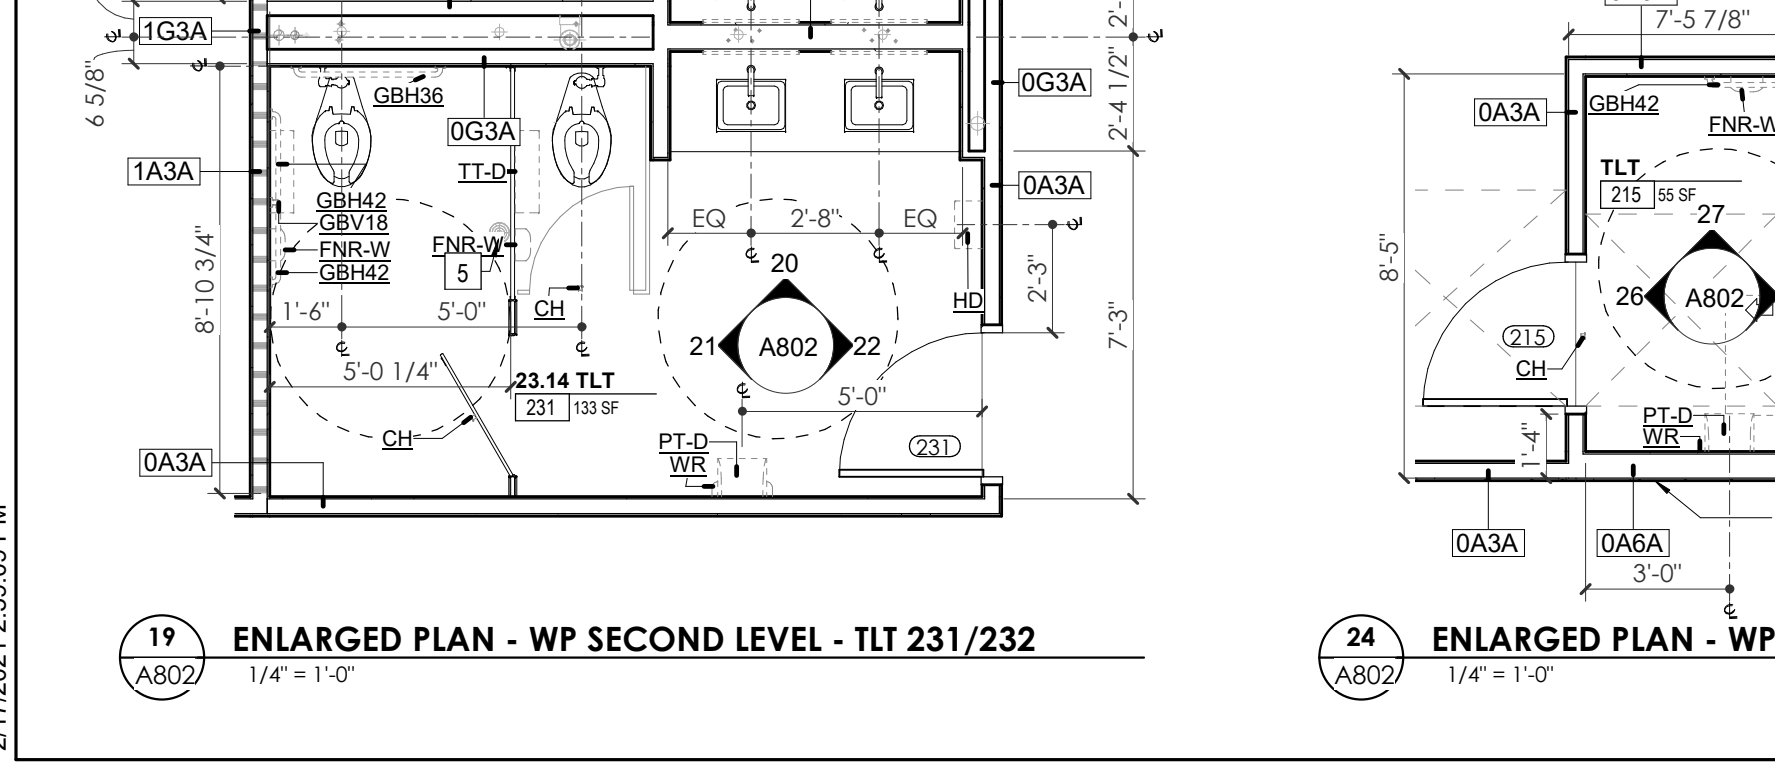 1G3A
6 5/8"
GBH36
0G3A
0G3A
2'-4 1/2"
1A3A
TT-D
0A3A
GBH42
GBV18
FNR-W
GBH42
FNR-W
5
EQ
2'-8"
EQ
8'-10 3/4"
1'-6"
5'-0"
CH
HD
2'-3"
20
21
A802
22
7'-3"
5'-0 1/4"
23.14 TLT
231
133 SF
5'-0"
CH
PT-D
WR
231
0A3A
19
A802
ENLARGED PLAN - WP SECOND LEVEL - TLT 231/232
1/4" = 1'-0"
7'-5 7/8"
0A3A
GBH42
FNR-W
TLT
215
55 SF
27
8'-5"
26
A802
215
CH
PT-D
WR
1'-4"
0A3A
0A6A
3'-0"
24
A802
ENLARGED PLAN - WP
1/4" = 1'-0"